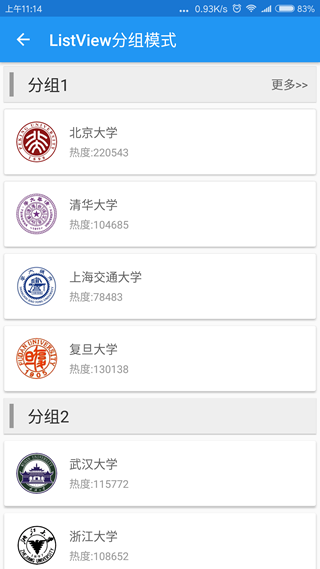 上午11:14
... 0.93K/s 83%
ListView分组模式
分组1 更多>>
北京大学
热度:220543
清华大学
热度:104685
上海交通大学
热度:78483
复旦大学
热度:130138
分组2
武汉大学
热度:115772
浙江大学
热度:108652